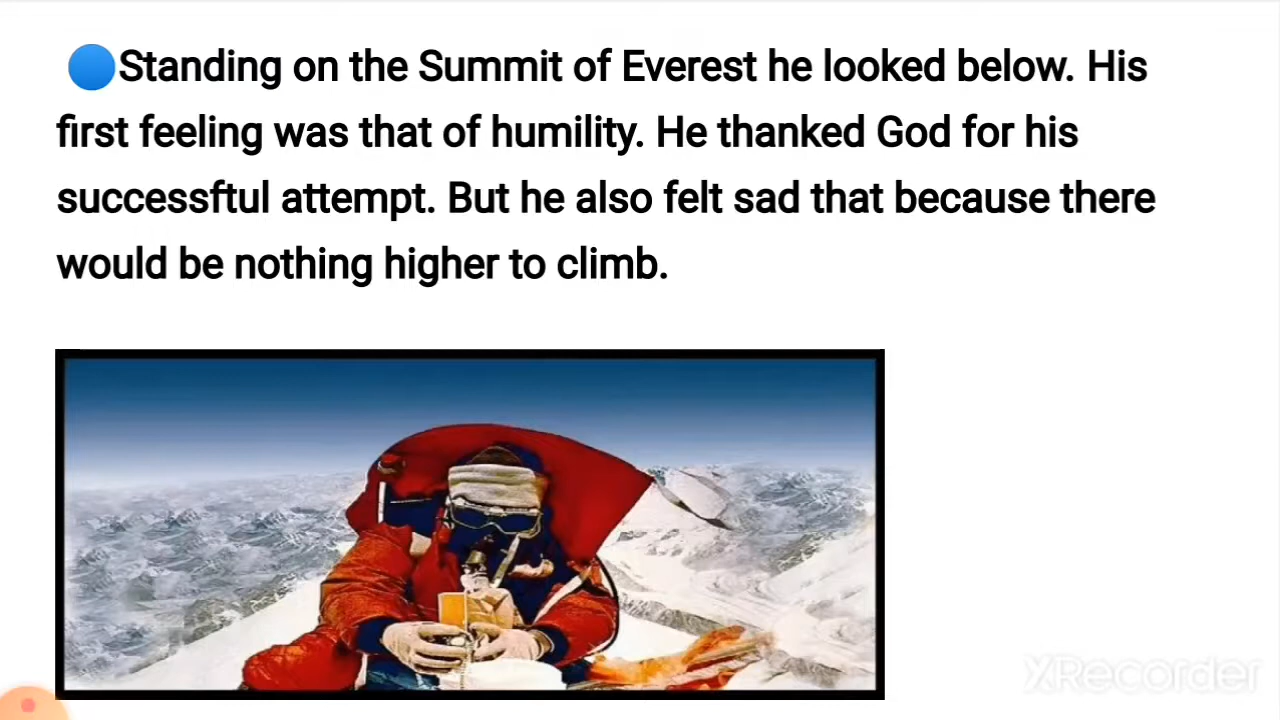 🔵Standing on the Summit of Everest he looked below. His
first feeling was that of humility. He thanked God for his
successftul attempt. But he also felt sad that because there
would be nothing higher to climb.
XRecorder